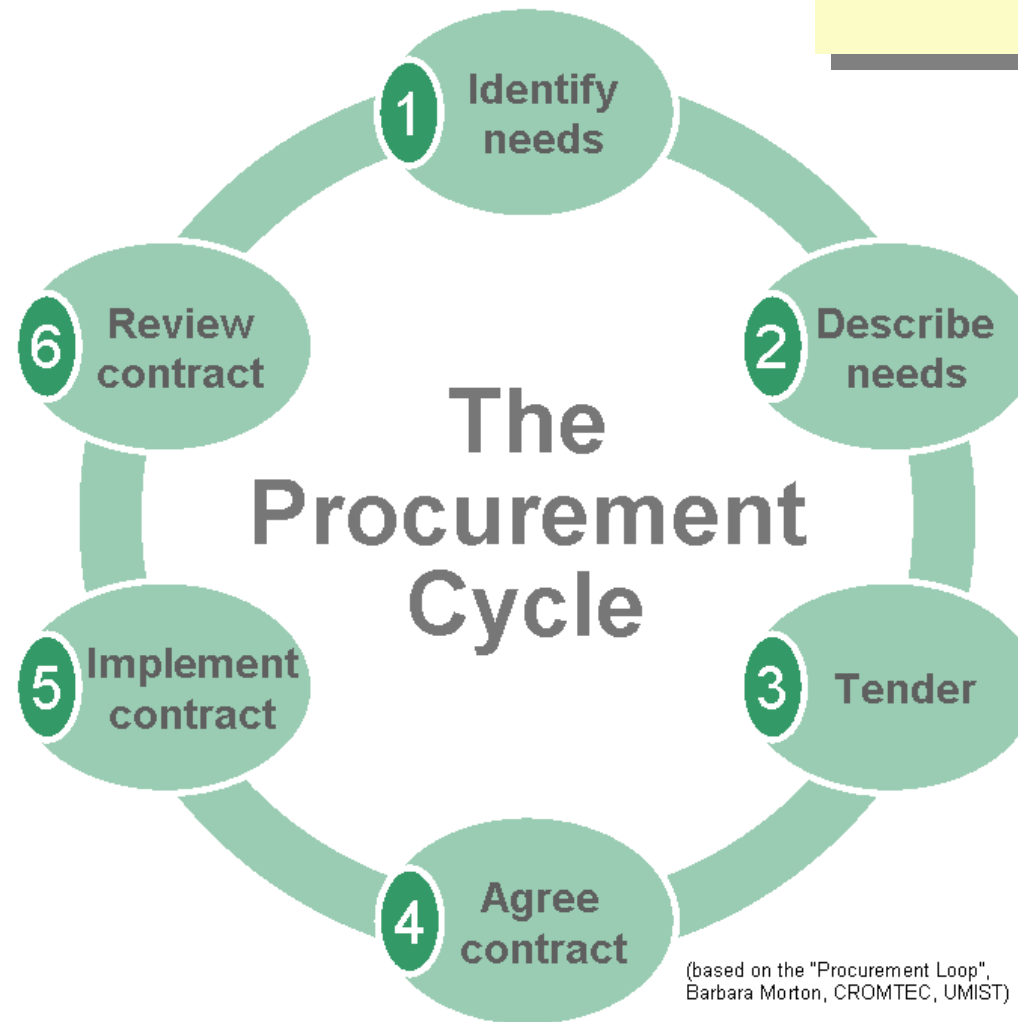 The
Procurement
Cycle
1
Identify
needs
2
Describe
needs
3
Tender
4
Agree
contract
5
Implement
contract
6
Review
contract
(based on the "Procurement Loop",
Barbara Morton, CROMTEC, UMIST)